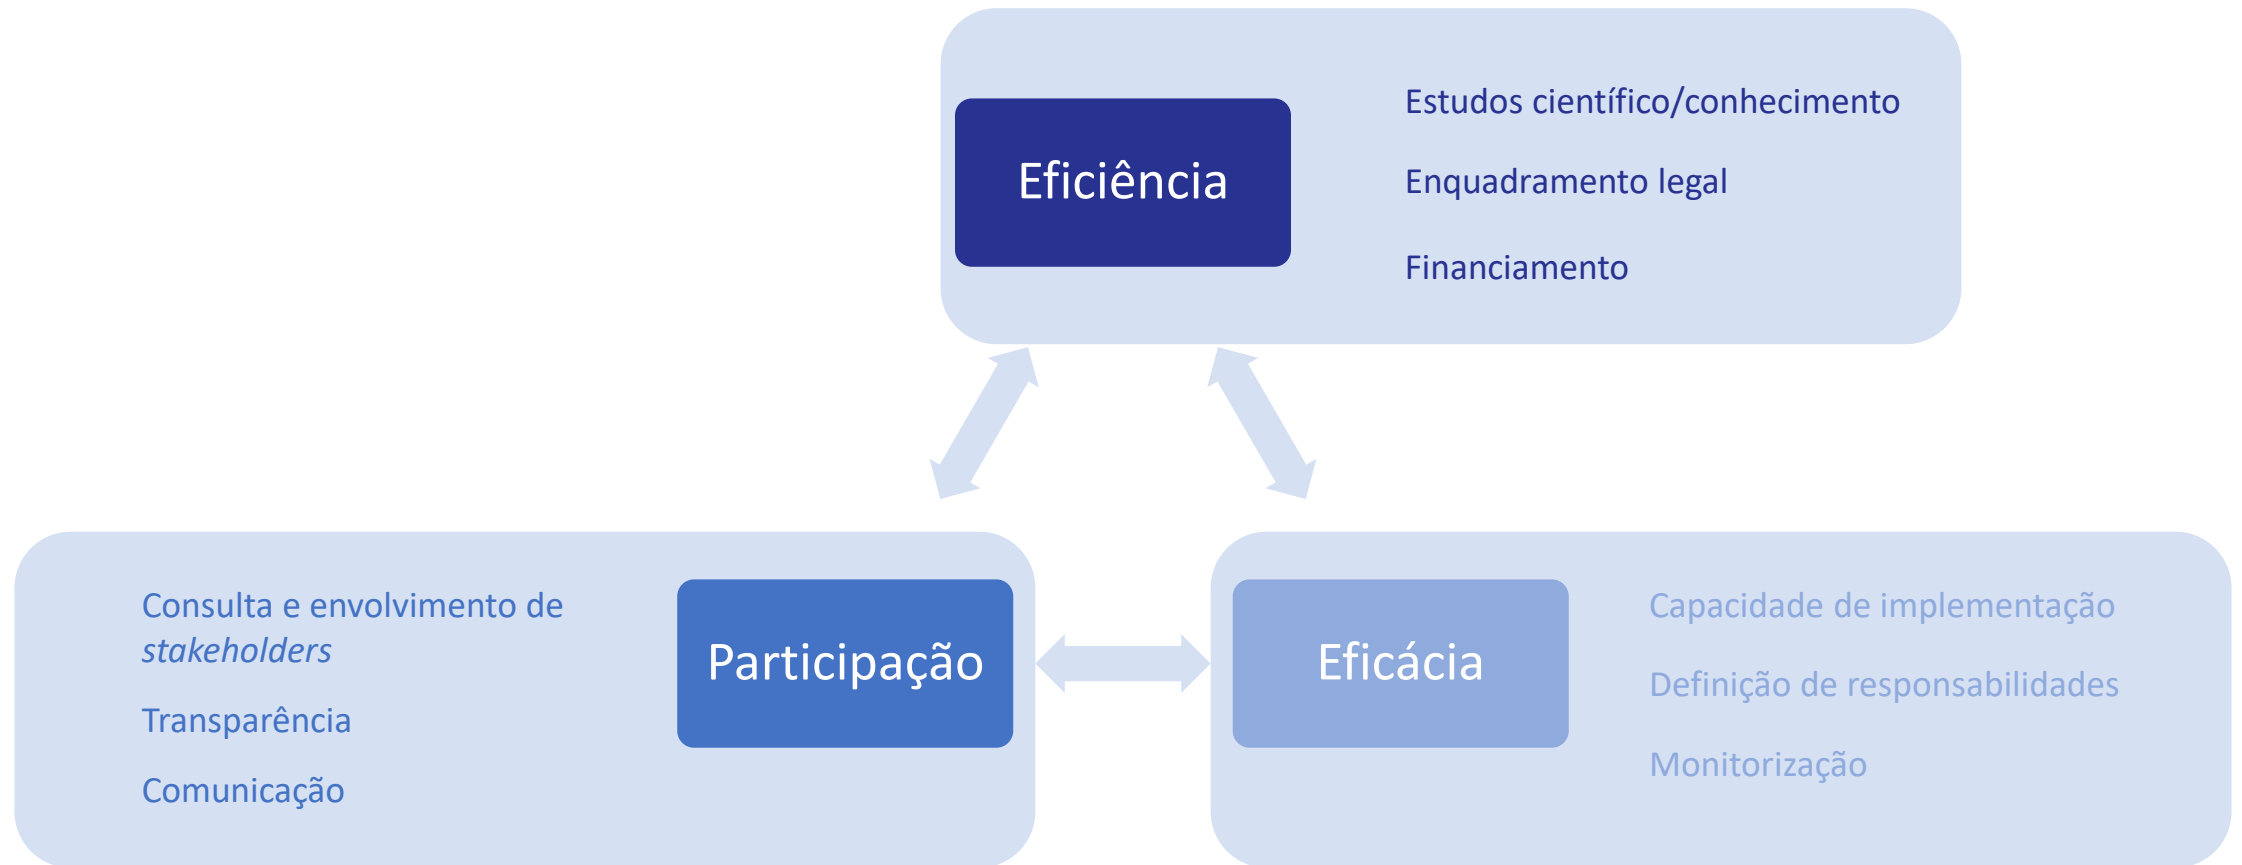 Eficiência
Estudos científico/conhecimento
Enquadramento legal
Financiamento
Consulta e envolvimento de
stakeholders
Transparência
Comunicação
Participação
Eficácia
Capacidade de implementação
Definição de responsabilidades
Monitorização